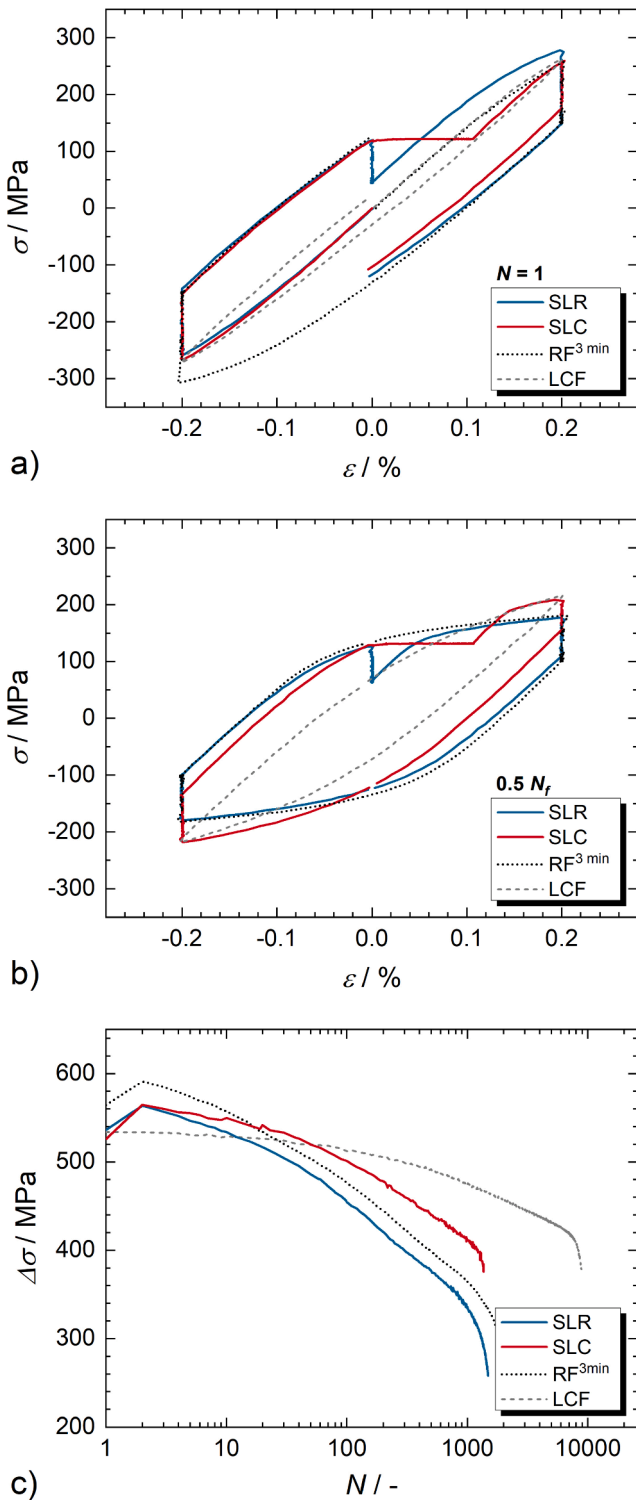 300
200
100
0
-100
-200
-300
σ / MPa
N = 1
SLR
SLC
RF³ ᵐⁱⁿ
LCF
-0.2 -0.1 0.0 0.1 0.2
ε / %
a)
300
200
100
0
-100
-200
-300
σ / MPa
0.5 Nf
SLR
SLC
RF³ ᵐⁱⁿ
LCF
-0.2 -0.1 0.0 0.1 0.2
ε / %
b)
600
500
400
300
200
Δσ / MPa
SLR
SLC
RF³ᵐⁱⁿ
LCF
1 10 100 1000 10000
N / -
c)